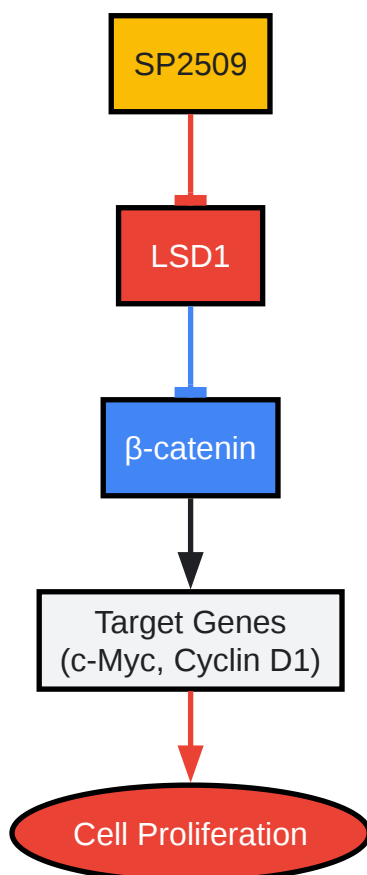 SP2509
LSD1
β-catenin
Target Genes
(c-Myc, Cyclin D1)
Cell Proliferation